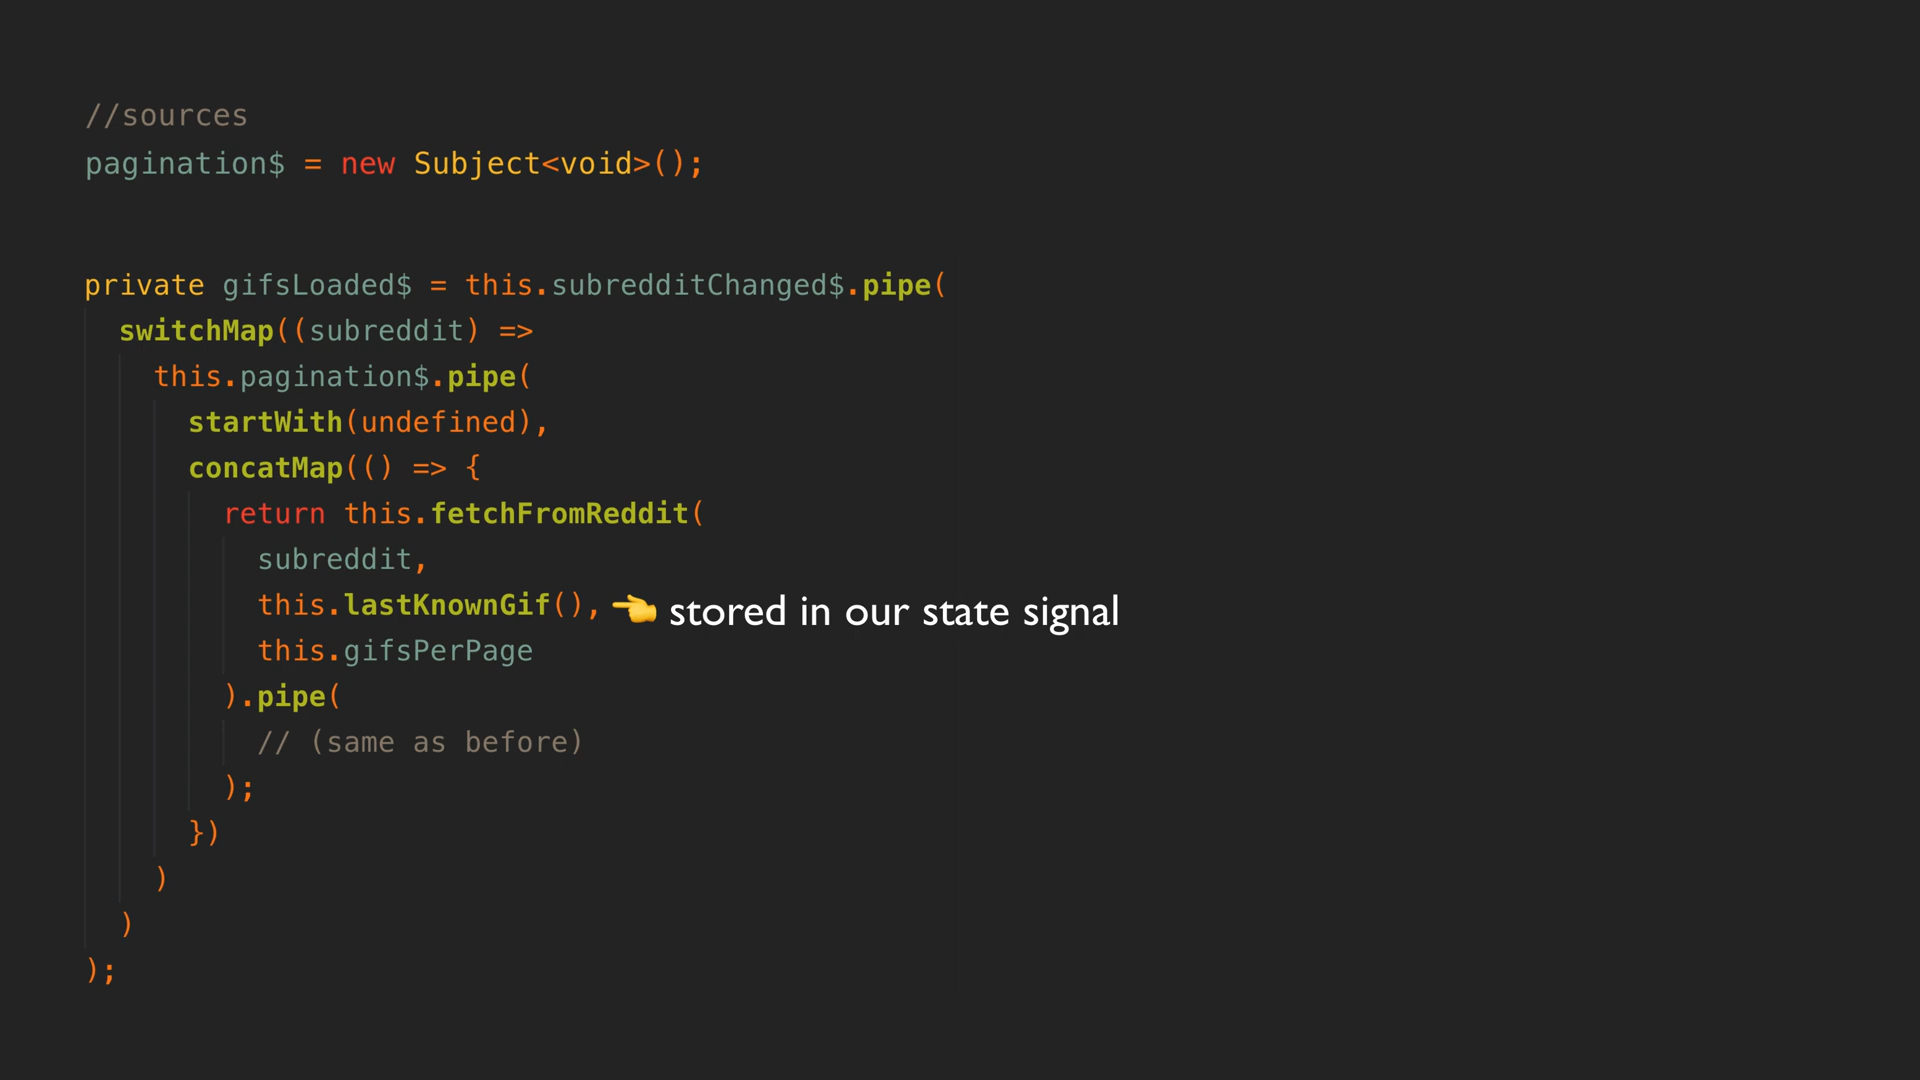 //sources
pagination$ = new Subject<void>();
private gifsLoaded$ = this.subredditChanged$.pipe(
switchMap((subreddit) =>
this.pagination$.pipe(
startWith(undefined),
concatMap(() => {
return this.fetchFromReddit(
subreddit,
this.lastKnownGif(), 👈 stored in our state signal
this.gifsPerPage
).pipe(
// (same as before)
);
})
)
)
);